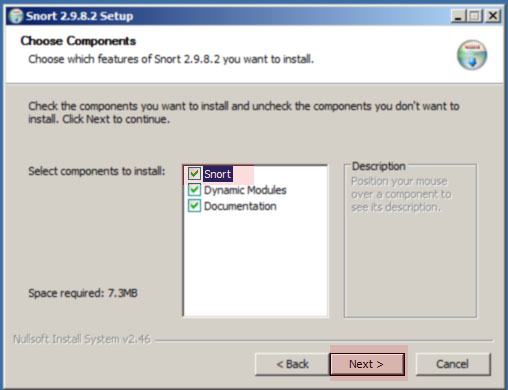 Snort 2.9.8.2 Setup
Choose Components
Choose which features of Snort 2.9.8.2 you want to install.
Check the components you want to install and uncheck the components you don't want to
install. Click Next to continue.
Select components to install:
Snort
Dynamic Modules
Documentation
Description
Position your mouse
over a component to
see its description.
Space required: 7.3MB
Nullsoft Install System v2.46
< Back
Next >
Cancel